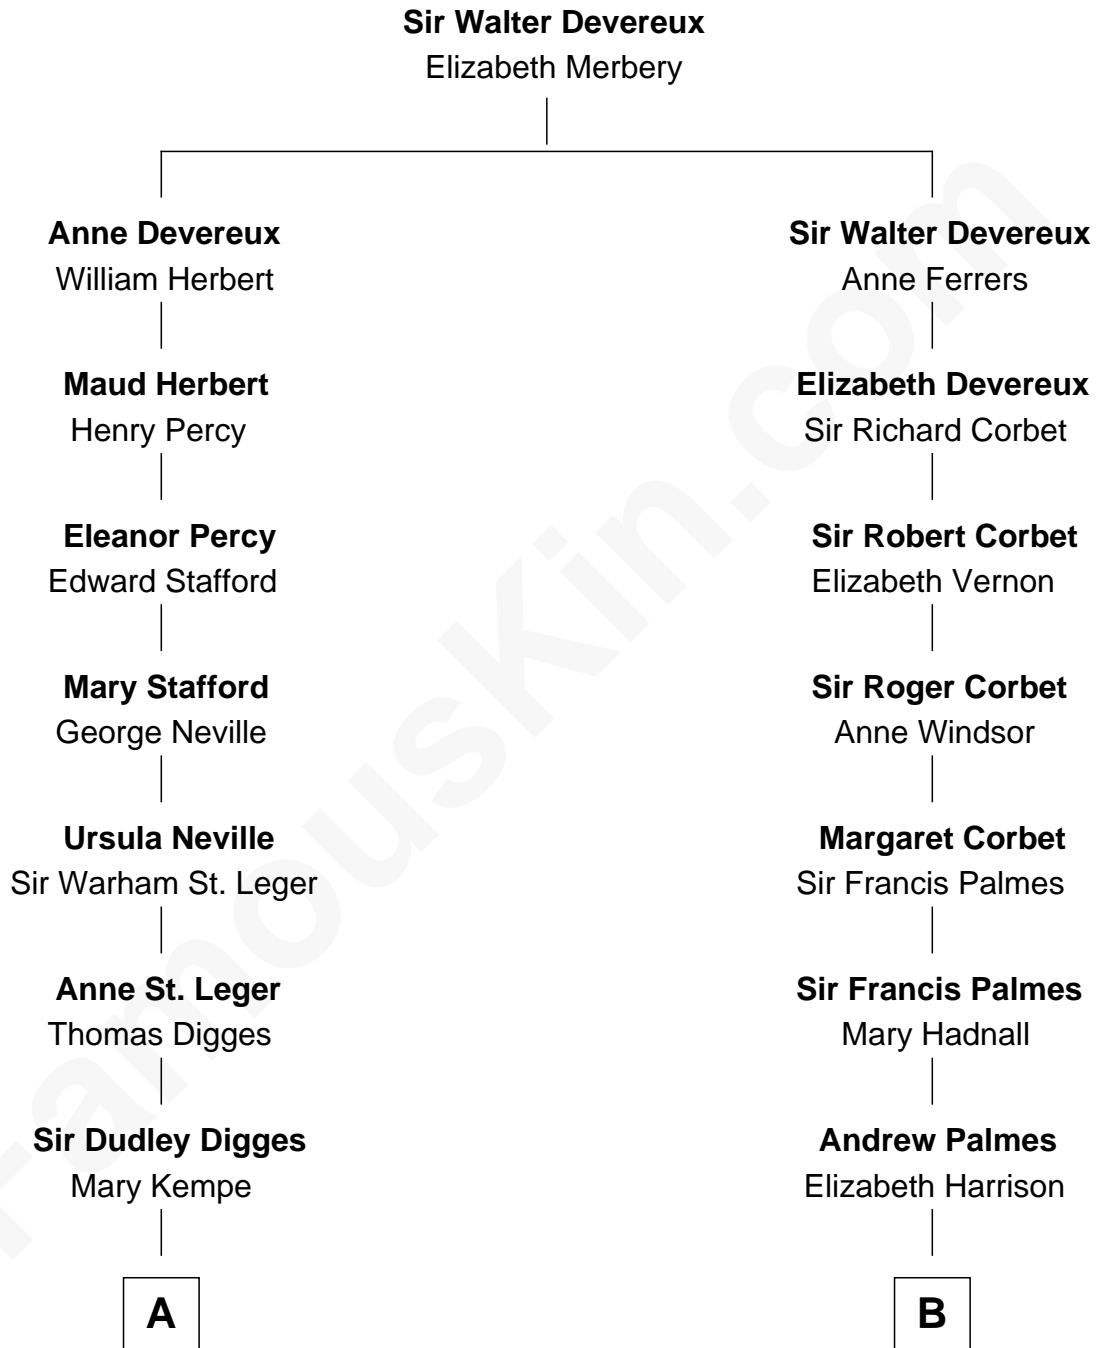 Sir Walter Devereux
Elizabeth Merbery
Anne Devereux
William Herbert
Sir Walter Devereux
Anne Ferrers
Maud Herbert
Henry Percy
Elizabeth Devereux
Sir Richard Corbet
Eleanor Percy
Edward Stafford
Sir Robert Corbet
Elizabeth Vernon
Mary Stafford
George Neville
Sir Roger Corbet
Anne Windsor
Ursula Neville
Sir Warham St. Leger
Margaret Corbet
Sir Francis Palmes
Anne St. Leger
Thomas Digges
Sir Francis Palmes
Mary Hadnall
Sir Dudley Digges
Mary Kempe
Andrew Palmes
Elizabeth Harrison
A
B
FamousKin.com